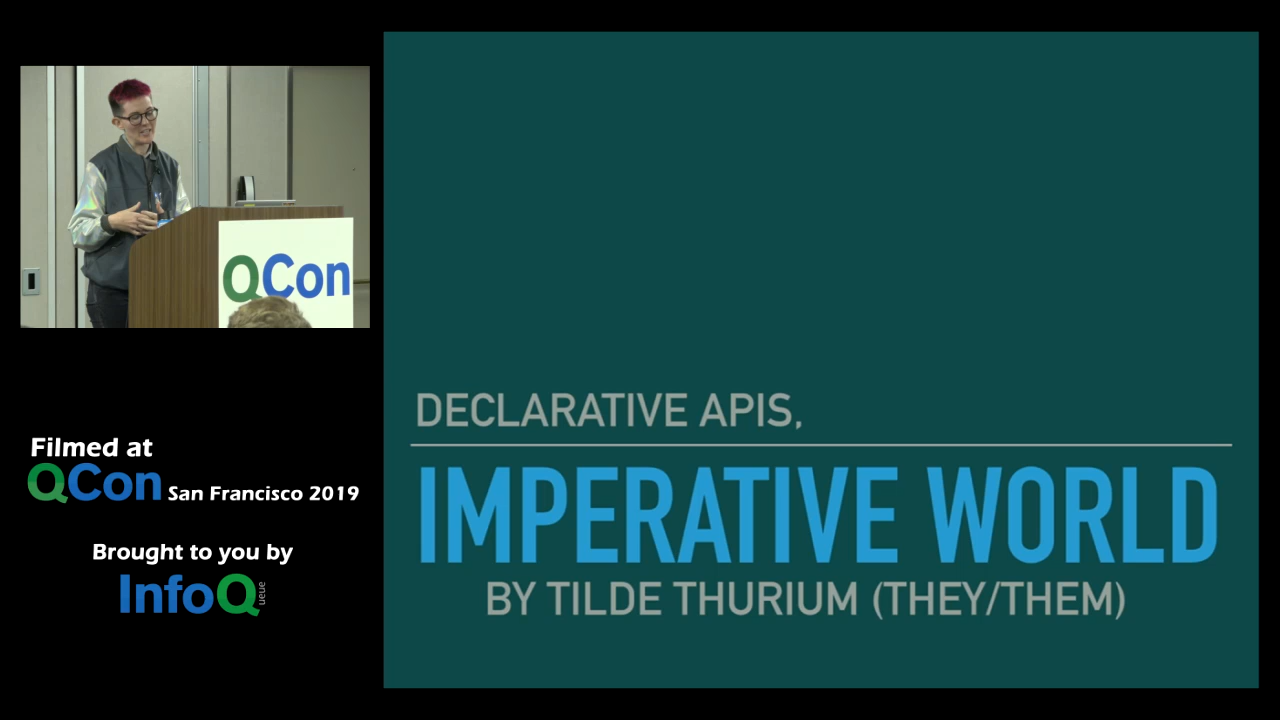 QCon
Filmed at
QCon San Francisco 2019
Brought to you by
InfoQueue
DECLARATIVE APIS,
IMPERATIVE WORLD
BY TILDE THURIUM (THEY/THEM)